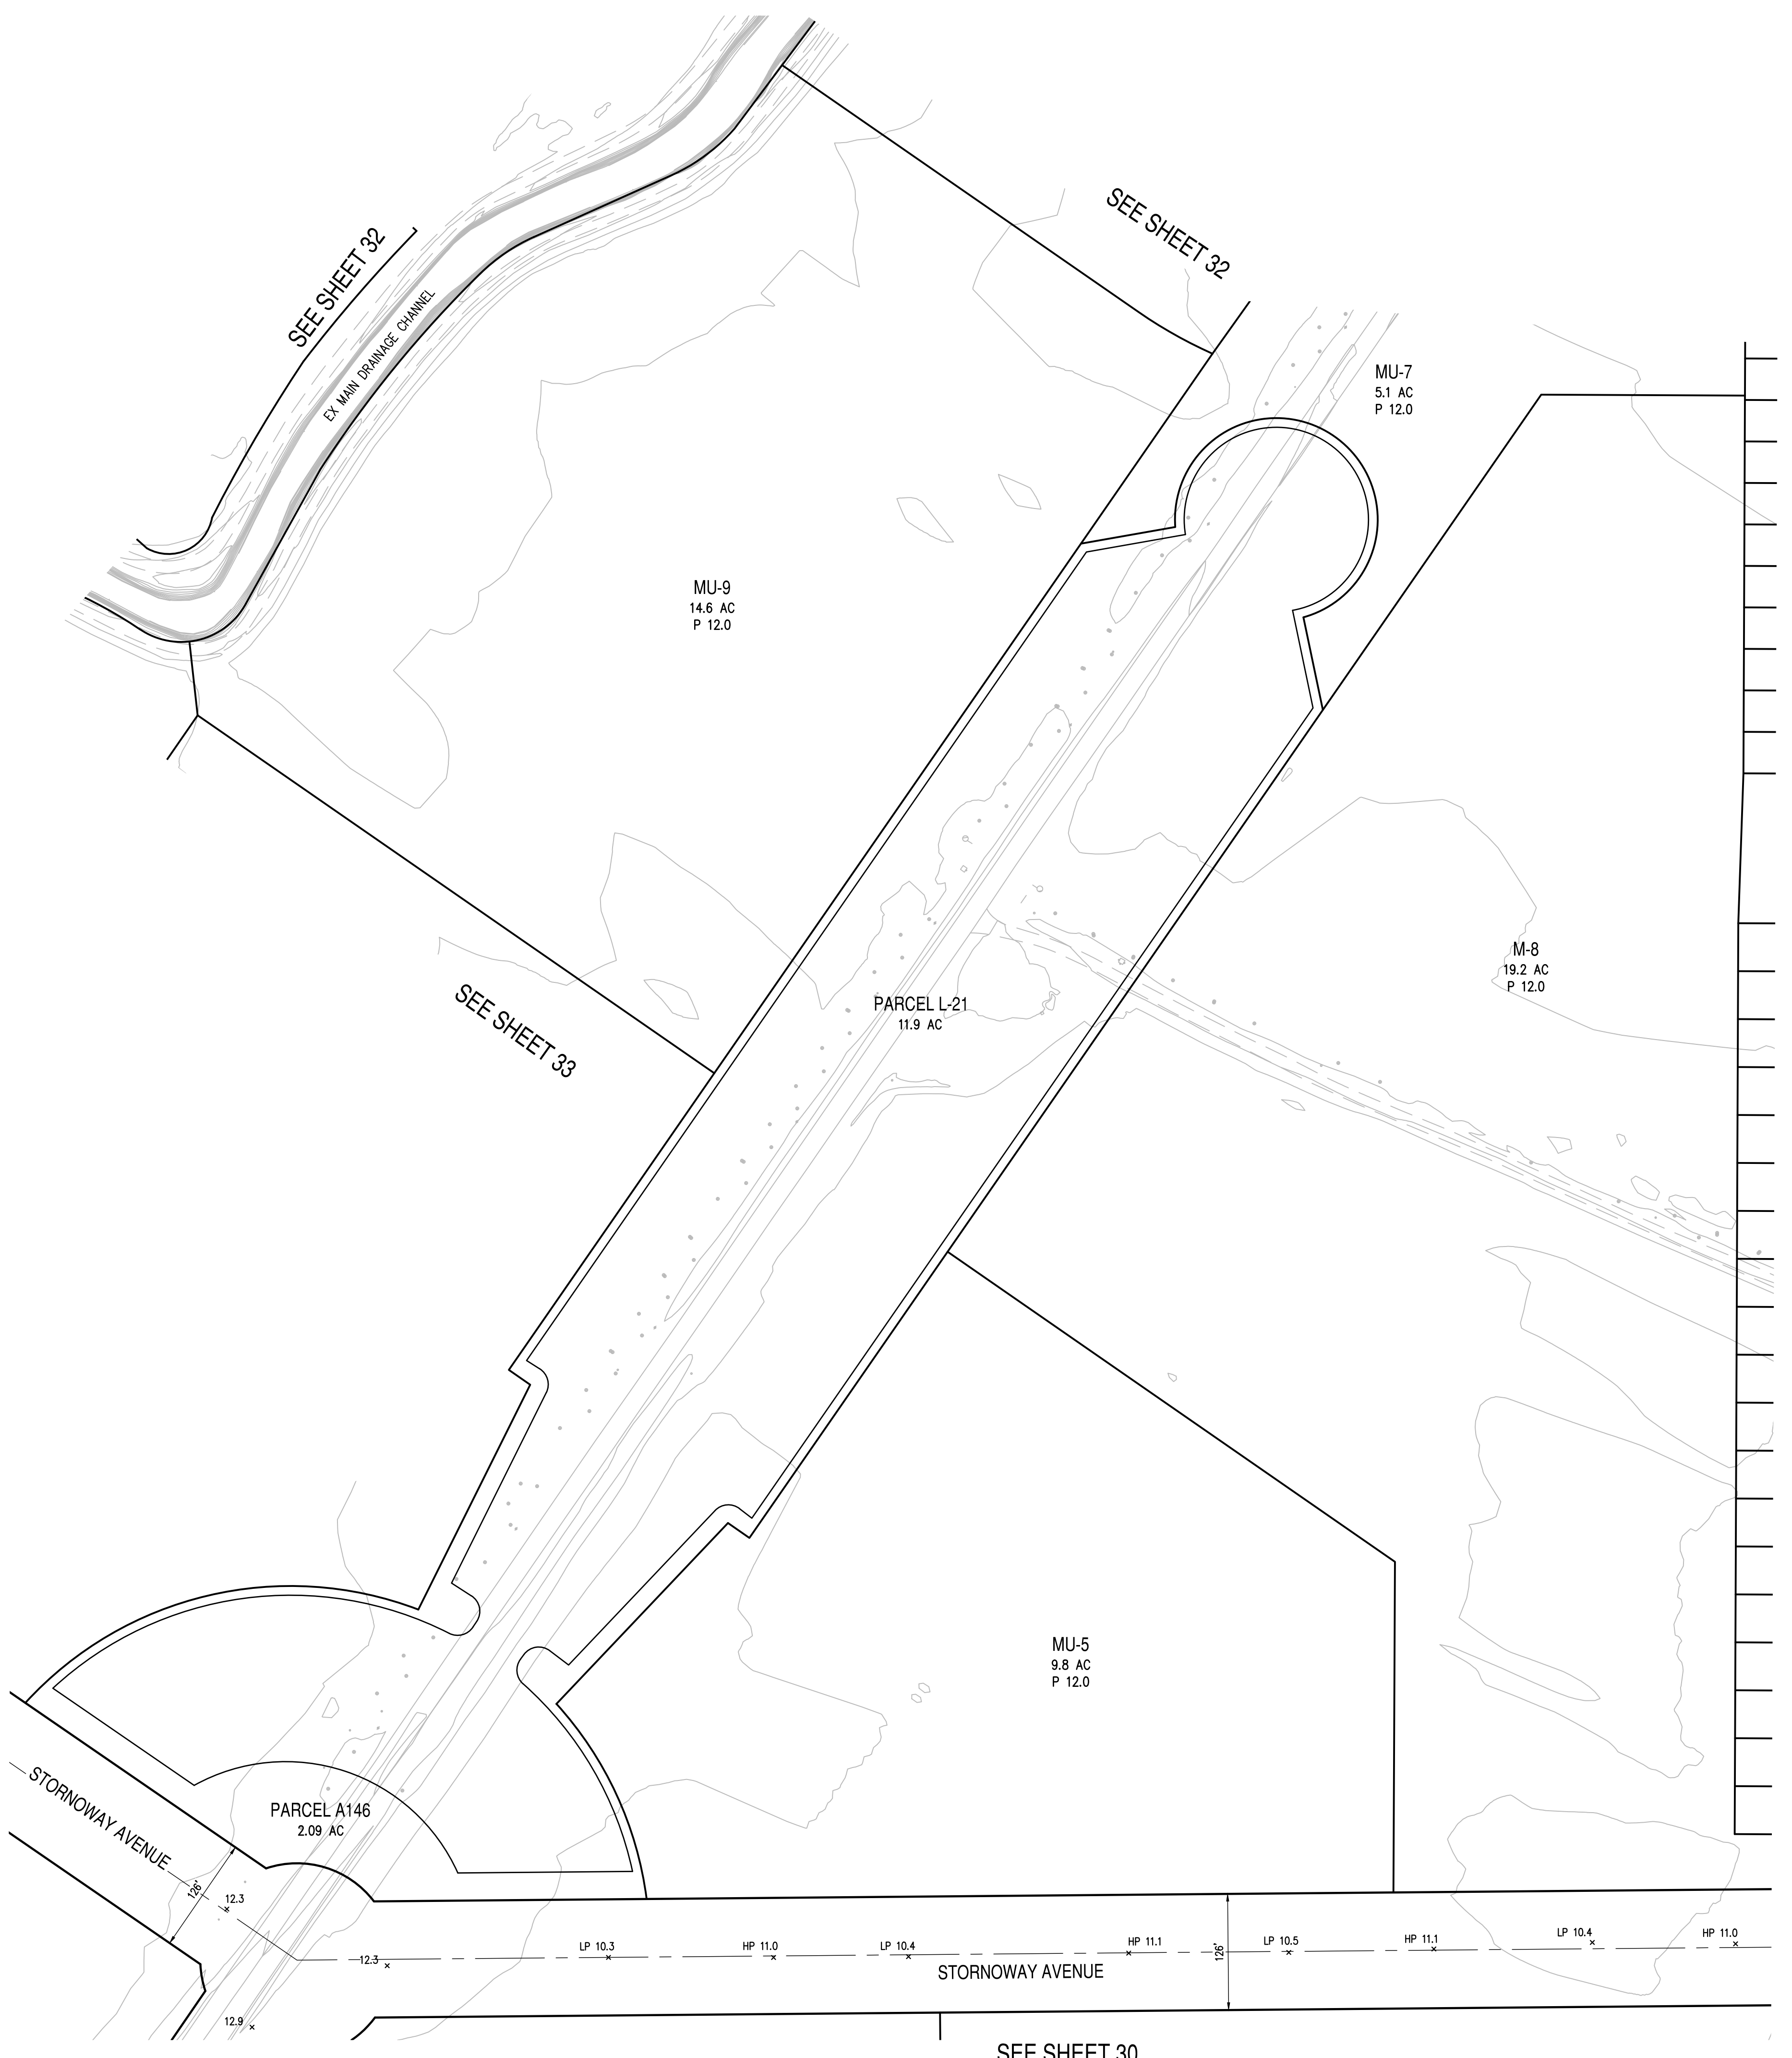 SEE SHEET 32
SEE SHEET 32
EX MAIN DRAINAGE CHANNEL
MU-7
5.1 AC
P 12.0
MU-9
14.6 AC
P 12.0
M-8
19.2 AC
P 12.0
PARCEL L-21
11.9 AC
SEE SHEET 33
MU-5
9.8 AC
P 12.0
STORNOWAY AVENUE
PARCEL A146
2.09 AC
126'
12.3
12.3
LP 10.3
HP 11.0
LP 10.4
HP 11.1
126'
LP 10.5
HP 11.1
LP 10.4
HP 11.0
STORNOWAY AVENUE
12.9
SEE SHEET 30